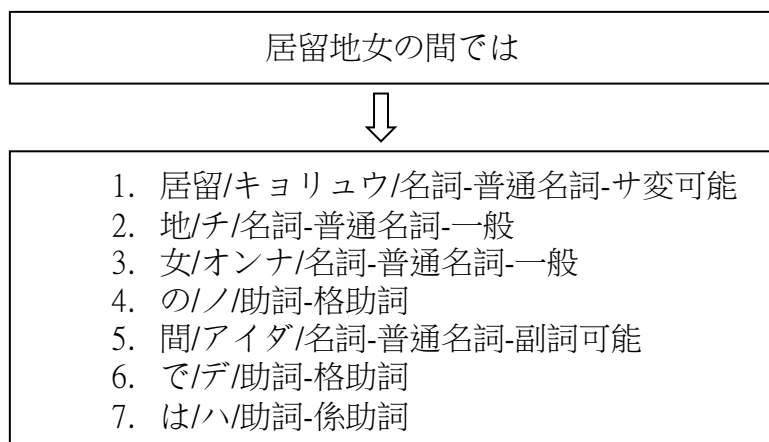 居留地女の間では
1. 居留/キョリュウ/名詞-普通名詞-サ変可能
2. 地/チ/名詞-普通名詞-一般
3. 女/オンナ/名詞-普通名詞-一般
4. の/ノ/助詞-格助詞
5. 間/アイダ/名詞-普通名詞-副詞可能
6. で/デ/助詞-格助詞
7. は/ハ/助詞-係助詞